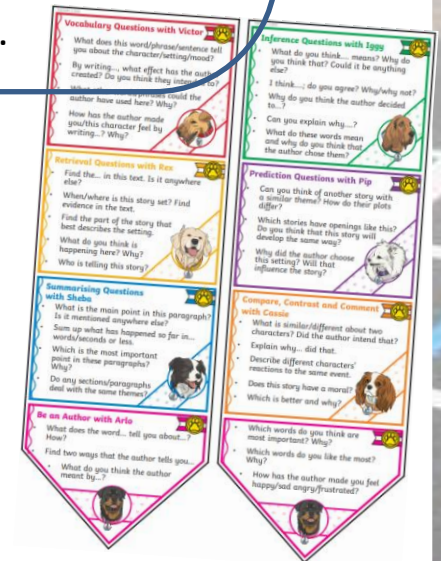 Vocabulary Questions with Victor
What does this word/phrase/sentence tell
you about the character/setting/mood?
By writing..., what effect has the
created? Do you think they
phrases could the
author have used here? Why?
How has the author made
you/this character feel by
writing...? Why?
Retrieval Questions with Rex
Find the... in this text. Is it anywhere
else?
When/where is this story set? Find
evidence in the text.
Find the part of the story that
best describes the setting.
What do you think is
happening here? Why?
Who is telling this story?
Summarising Questions
with Sheba
What is the main point in this paragraph?
Is it mentioned anywhere else?
Sum up what has happened so far in...
words/seconds or less.
Which is the most important
point in these paragraphs?
Why?
Do any sections/paragraphs
deal with the same themes?
Be an Author with Arlo
What does the word... tell you about...?
How?
Find two ways that the author tells you...
What do you think the author
meant by...?
Inference Questions with Iggy
What do you think.... means? Why do
you think that? Could it be anything
else?
I think....; do you agree? Why/why not?
Why do you think the author decided
to...?
Can you explain why....?
What do these words mean
and why do you think that
the author chose them?
Prediction Questions with Pip
Can you think of another story with
a similar theme? How do their plots
differ?
Which stories have openings like this?
Do you think that this story will
develop the same way?
Why did the author choose
this setting? Will that
influence the story?
Compare, Contrast and Comment
with Cassie
What is similar/different about two
characters? Did the author intend that?
Explain why... did that.
Describe different characters'
reactions to the same event.
Does this story have a moral?
Which is better and why?
Which words do you think are
most important? Why?
Which words do you like the most?
Why?
How has the author made you feel
happy/sad angry/frustrated?